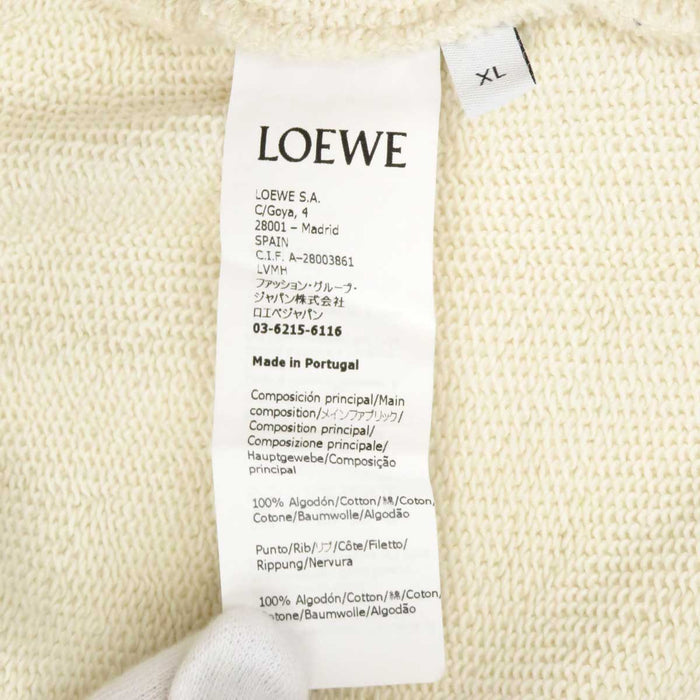 XL
LOEWE
LOEWE S.A.
C/Goya, 4
28001 – Madrid
SPAIN
C.I.F. A-28003861
LVMH
ファッション・グループ・
ジャパン株式会社
ロエベジャパン
03-6215-6116
Made in Portugal
Composición principal/Main
composition/メインファブリック/
Composition principal/
Composizione principale/
Hauptgewebe/Composição
principal
100% Algodón/Cotton/綿/Coton/
Cotone/Baumwolle/Algodão
Punto/Rib/リブ/Côte/Filetto/
Rippung/Nervura
100% Algodón/Cotton/綿/Coton/
Cotone/Baumwolle/Algodão